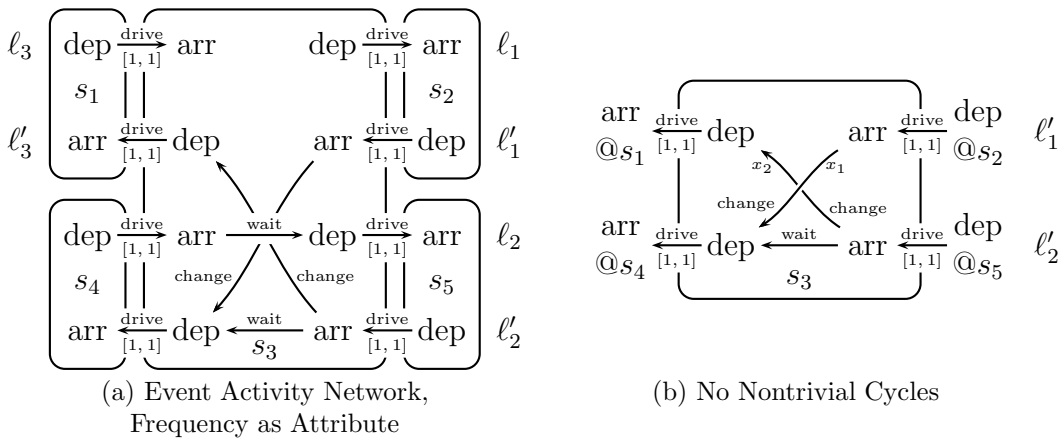 ℓ₃ dep drive arr dep drive arr ℓ₁
[1, 1] [1, 1]
s₁ s₂
ℓ′₃ arr drive dep arr drive dep ℓ′₁
[1, 1] [1, 1]
dep drive arr wait dep drive arr ℓ₂
[1, 1] [1, 1]
s₄ change change s₅
arr drive dep wait arr drive dep ℓ′₂
[1, 1] s₃ [1, 1]
(a) Event Activity Network,
Frequency as Attribute
arr drive dep arr drive dep ℓ′₁
@s₁ [1, 1] x₂ x₁ [1, 1] @s₂
change change
arr drive dep wait arr drive dep ℓ′₂
@s₄ [1, 1] [1, 1] @s₅
s₃
(b) No Nontrivial Cycles